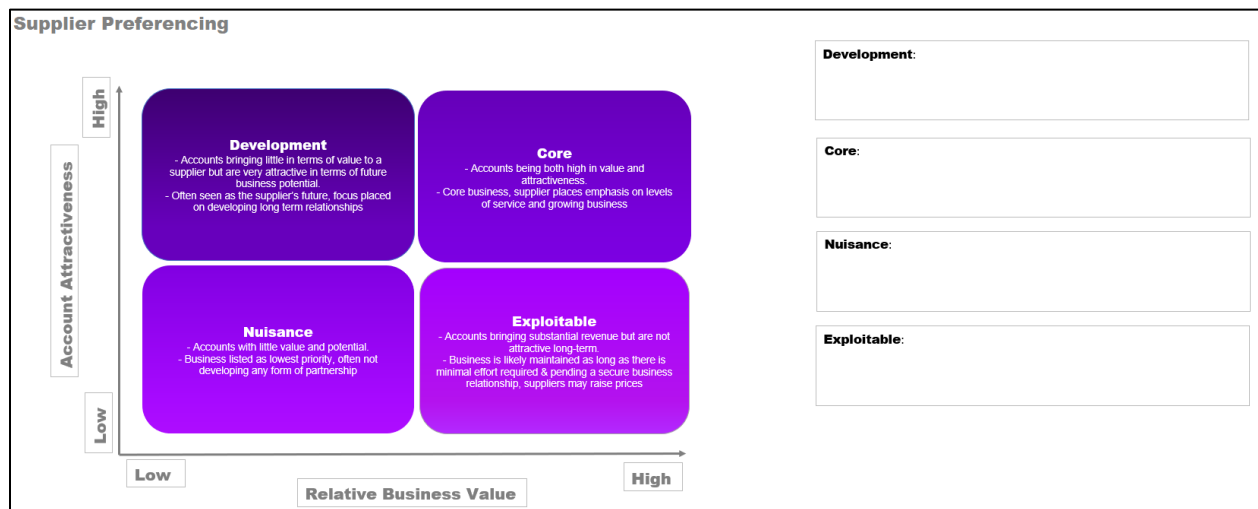 Supplier Preferencing
High
Account Attractiveness
Low
Development
- Accounts bringing little in terms of value to a
supplier but are very attractive in terms of future
business potential.
- Often seen as the supplier's future, focus placed
on developing long term relationships
Core
- Accounts being both high in value and
attractiveness.
- Core business, supplier places emphasis on levels
of service and growing business
Nuisance
- Accounts with little value and potential.
- Business listed as lowest priority, often not
developing any form of partnership
Exploitable
- Accounts bringing substantial revenue but are not
attractive long-term.
- Business is likely maintained as long as there is
minimal effort required & pending a secure business
relationship, suppliers may raise prices
Low
Relative Business Value
High
Development:
Core:
Nuisance:
Exploitable: